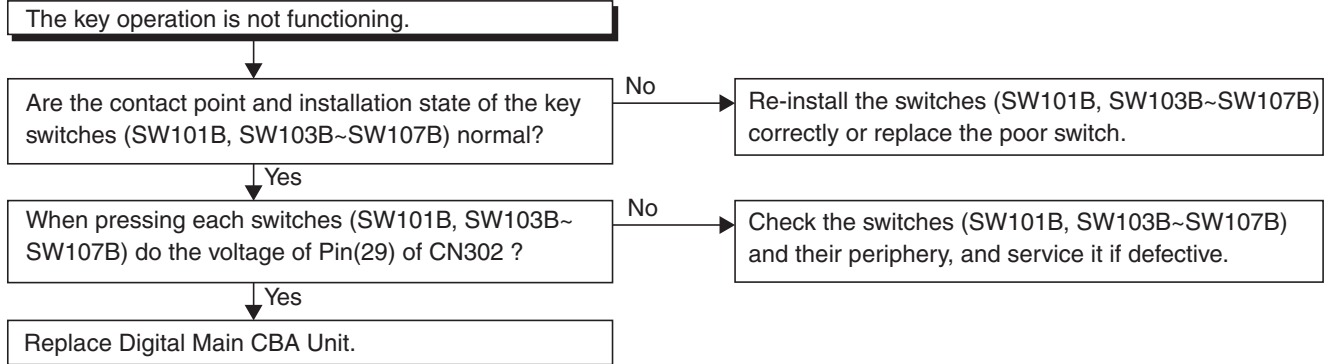 The key operation is not functioning.
Are the contact point and installation state of the key
switches (SW101B, SW103B~SW107B) normal?
No
Re-install the switches (SW101B, SW103B~SW107B)
correctly or replace the poor switch.
Yes
When pressing each switches (SW101B, SW103B~
SW107B) do the voltage of Pin(29) of CN302 ?
No
Check the switches (SW101B, SW103B~SW107B)
and their periphery, and service it if defective.
Yes
Replace Digital Main CBA Unit.